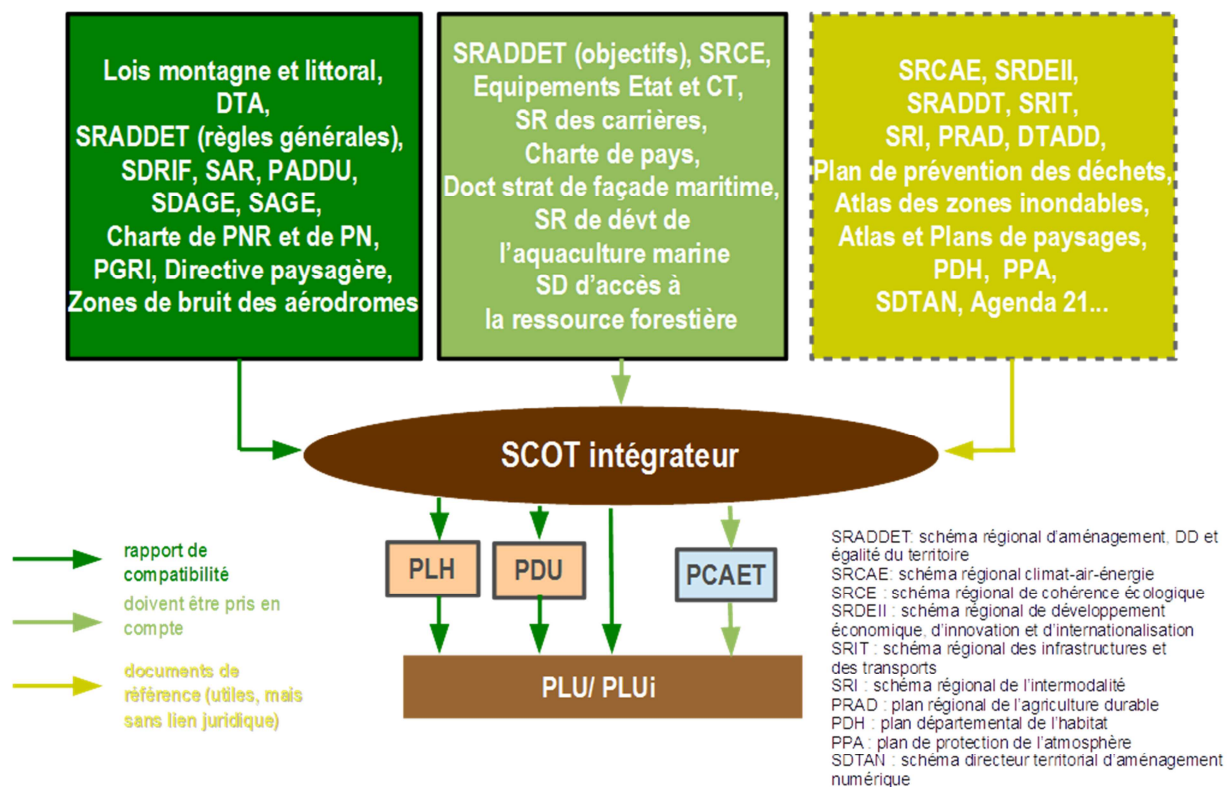 Lois montagne et littoral,
DTA,
SRADDET (règles générales),
SDRIF, SAR, PADDU,
SDAGE, SAGE,
Charte de PNR et de PN,
PGRI, Directive paysagère,
Zones de bruit des aérodromes
SRADDET (objectifs), SRCE,
Equipements Etat et CT,
SR des carrières,
Charte de pays,
Doct strat de façade maritime,
SR de dévt de
l'aquaculture marine
SD d'accès à
la ressource forestière
SRCAE, SRDEII,
SRADDT, SRIT,
SRI, PRAD, DTADD,
Plan de prévention des déchets,
Atlas des zones inondables,
Atlas et Plans de paysages,
PDH, PPA,
SDTAN, Agenda 21...
SCOT intégrateur
PLH
PDU
PCAET
PLU/ PLUi
rapport de
compatibilité
doivent être pris en
compte
documents de
référence (utiles, mais
sans lien juridique)
SRADDET: schéma régional d'aménagement, DD et
égalité du territoire
SRCAE: schéma régional climat-air-énergie
SRCE : schéma régional de cohérence écologique
SRDEII : schéma régional de développement
économique, d'innovation et d'internationalisation
SRIT : schéma régional des infrastructures et
des transports
SRI : schéma régional de l'intermodalité
PRAD : plan régional de l'agriculture durable
PDH : plan départemental de l'habitat
PPA : plan de protection de l'atmosphère
SDTAN : schéma directeur territorial d'aménagement
numérique